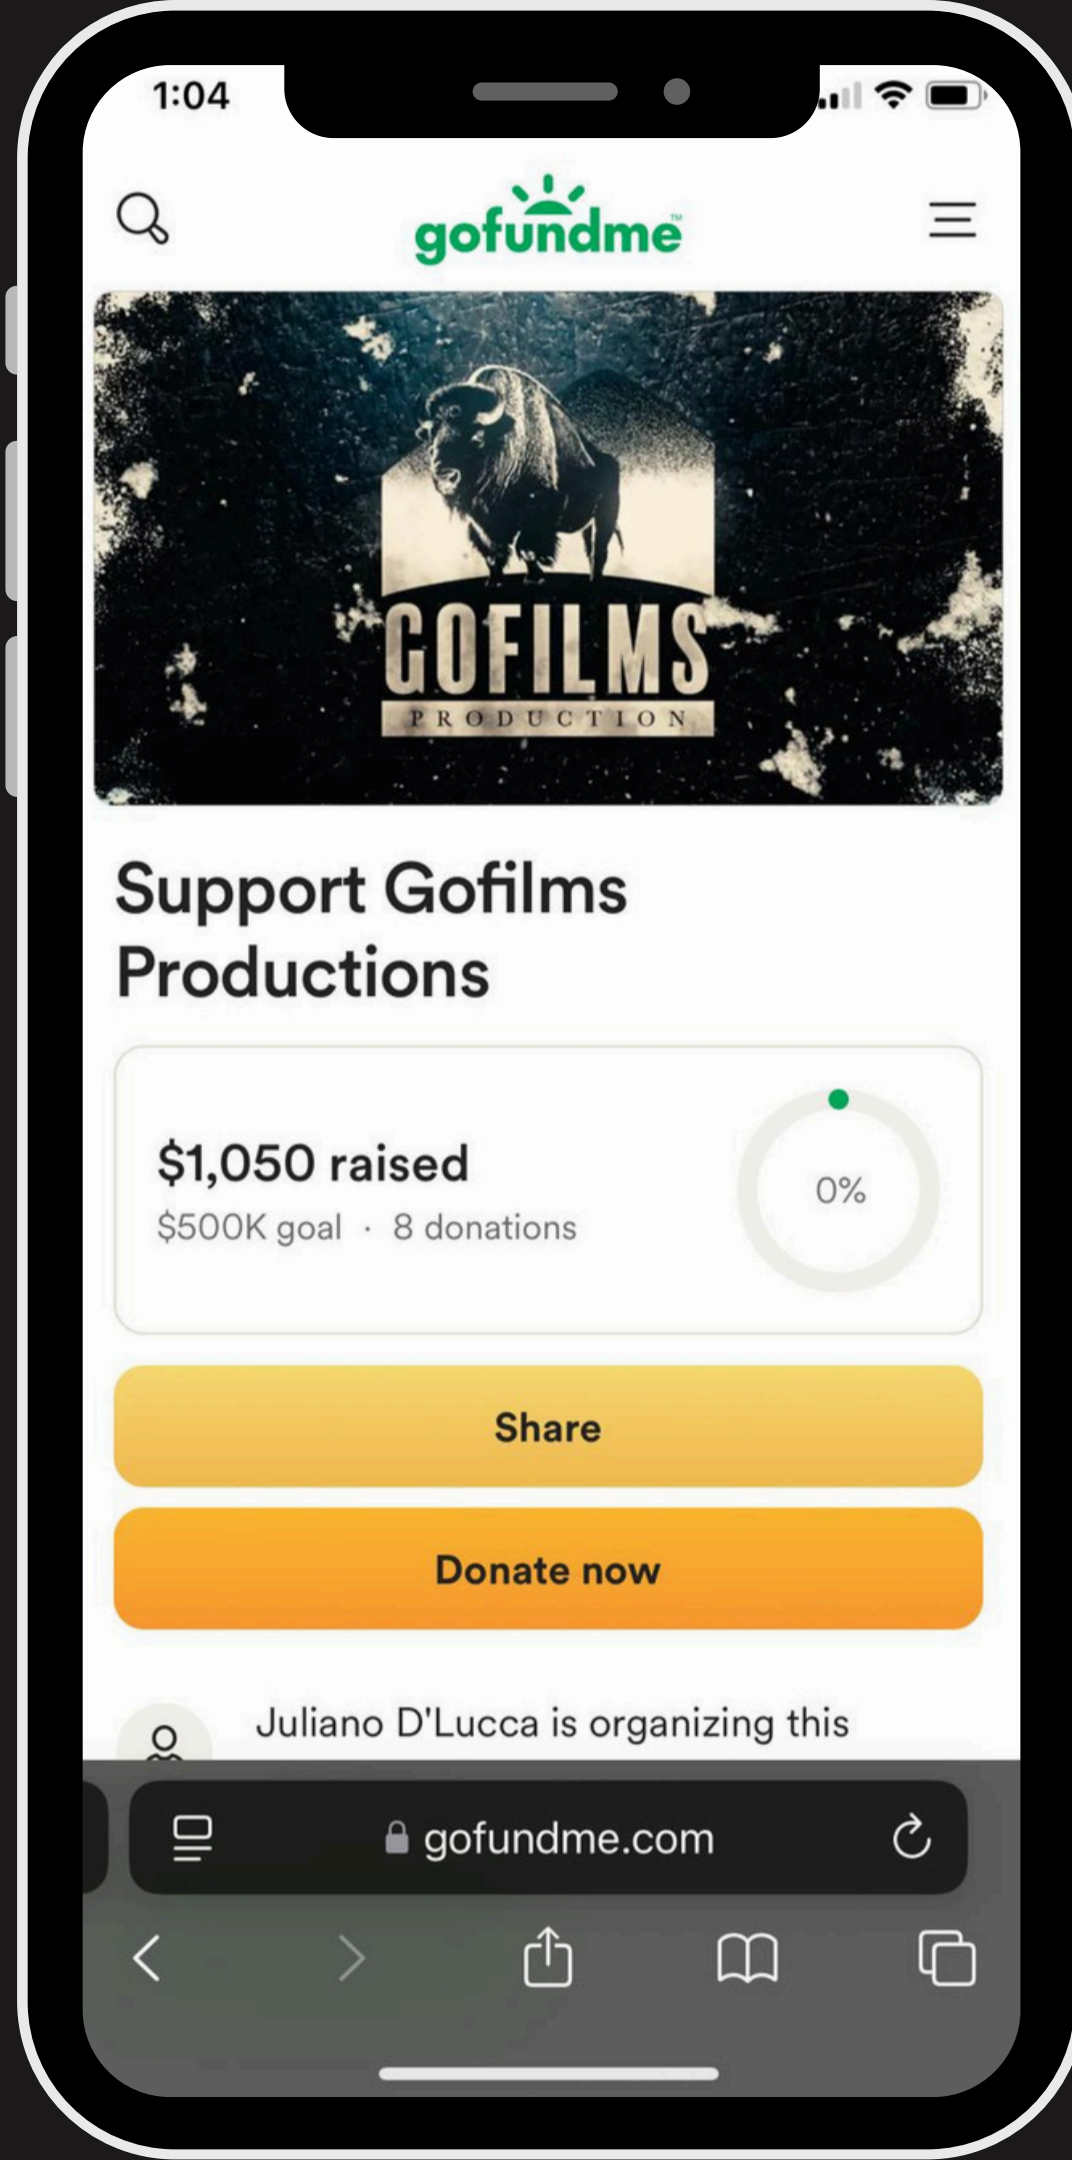 1:04
gofundme™
GOFILMS
PRODUCTION
Support Gofilms
Productions
$1,050 raised
$500K goal · 8 donations
0%
Share
Donate now
Juliano D'Lucca is organizing this
gofundme.com